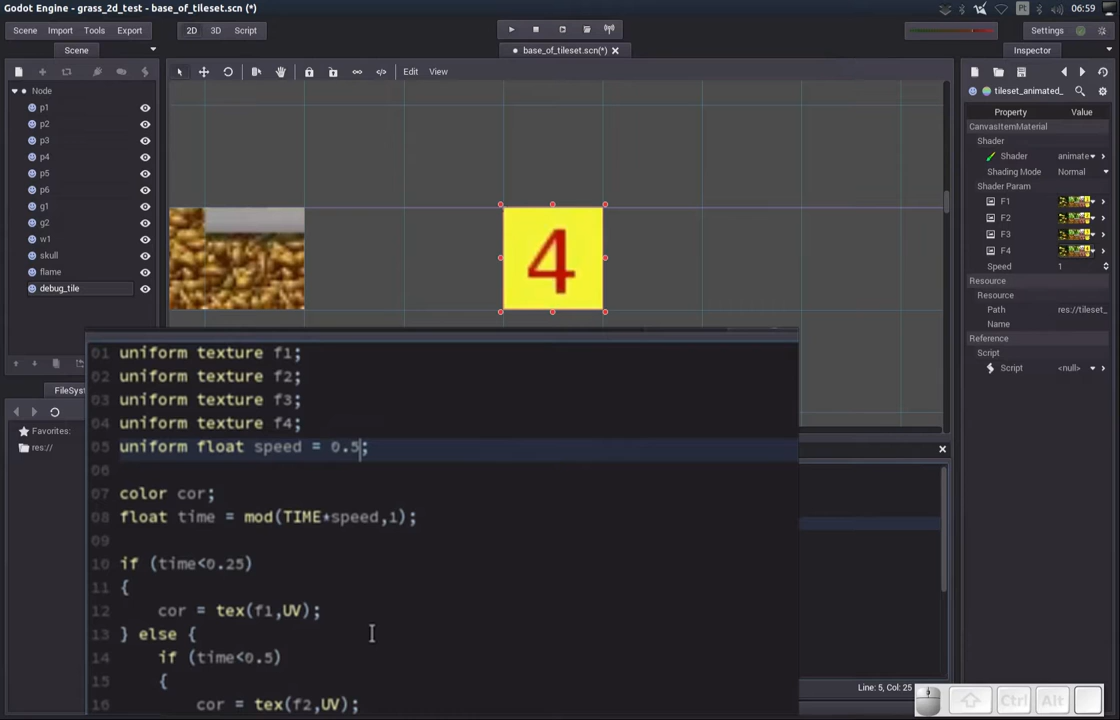 Godot Engine - grass_2d_test - base_of_tileset.scn (*)
Pt
06:59
Scene Import Tools Export
2D 3D Script
Settings
Scene
base_of_tileset.scn(*)
Inspector
Edit View
tileset_animated_
Node
p1
p2
p3
p4
p5
p6
g1
g2
w1
skull
flame
debug_tile
4
Property Value
CanvasItemMaterial
Shader
Shader animate
Shading Mode Normal
Shader Param
F1
F2
F3
F4
Speed 1
Resource
Resource
Path res://tileset_
Name
Reference
Script
Script <null>
FileSys
Favorites:
res://
01 uniform texture f1;
02 uniform texture f2;
03 uniform texture f3;
04 uniform texture f4;
05 uniform float speed = 0.5;
06
07 color cor;
08 float time = mod(TIME*speed,1);
09
10 if (time<0.25)
11 {
12 cor = tex(f1,UV);
13 } else {
14 if (time<0.5)
15 {
16 cor = tex(f2,UV);
Line: 5, Col: 25
Ctrl Alt